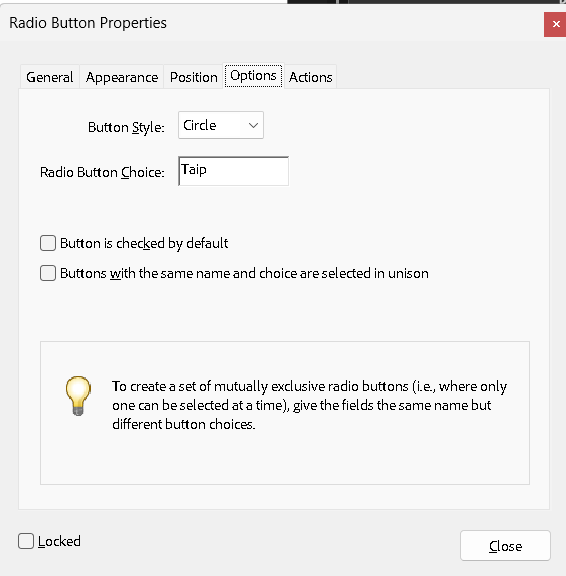 Radio Button Properties
General Appearance Position Options Actions
Button Style: Circle
Radio Button Choice: Taip
Button is checked by default
Buttons with the same name and choice are selected in unison
To create a set of mutually exclusive radio buttons (i.e., where only
one can be selected at a time), give the fields the same name but
different button choices.
Locked
Close